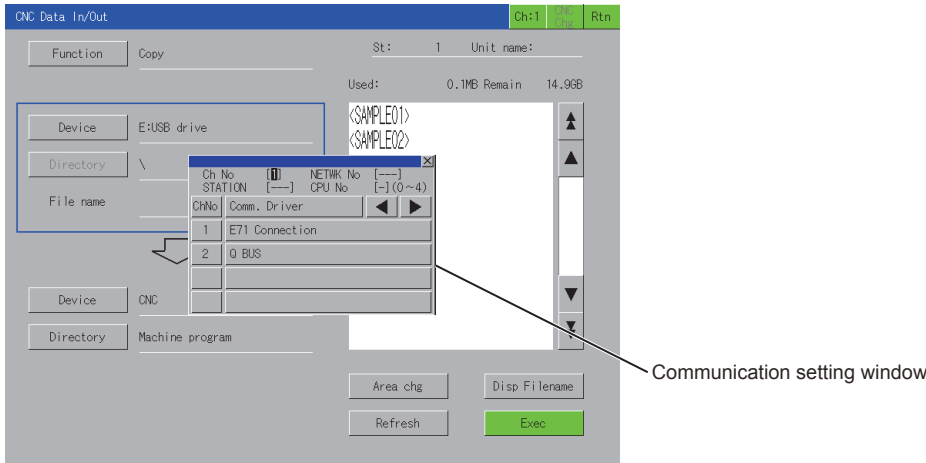 CNC Data In/Out Ch:1 CNC Chg Rtn
Function Copy
St: 1 Unit name:
Used: 0.1MB Remain 14.9GB
Device E:USB drive
Directory \
File name
<SAMPLE01>
<SAMPLE02>
Ch No [1] NETWK No [---]
STATION [---] CPU No [-](0~4)
ChNo Comm. Driver
1 E71 Connection
2 Q BUS
Device CNC
Directory Machine program
Communication setting window
Area chg Disp Filename
Refresh Exec